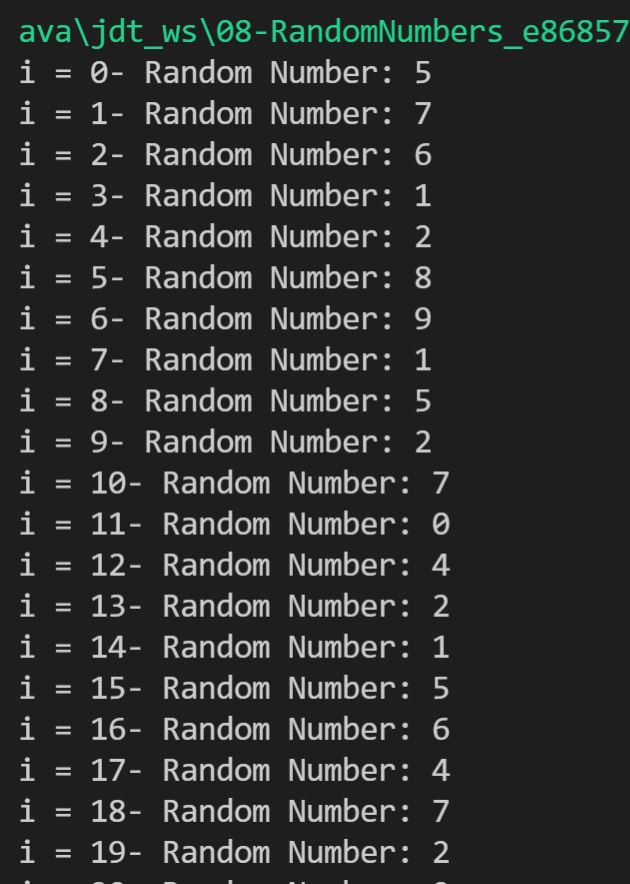 ava\jdt_ws\08-RandomNumbers_e86857
i = 0- Random Number: 5
i = 1- Random Number: 7
i = 2- Random Number: 6
i = 3- Random Number: 1
i = 4- Random Number: 2
i = 5- Random Number: 8
i = 6- Random Number: 9
i = 7- Random Number: 1
i = 8- Random Number: 5
i = 9- Random Number: 2
i = 10- Random Number: 7
i = 11- Random Number: 0
i = 12- Random Number: 4
i = 13- Random Number: 2
i = 14- Random Number: 1
i = 15- Random Number: 5
i = 16- Random Number: 6
i = 17- Random Number: 4
i = 18- Random Number: 7
i = 19- Random Number: 2